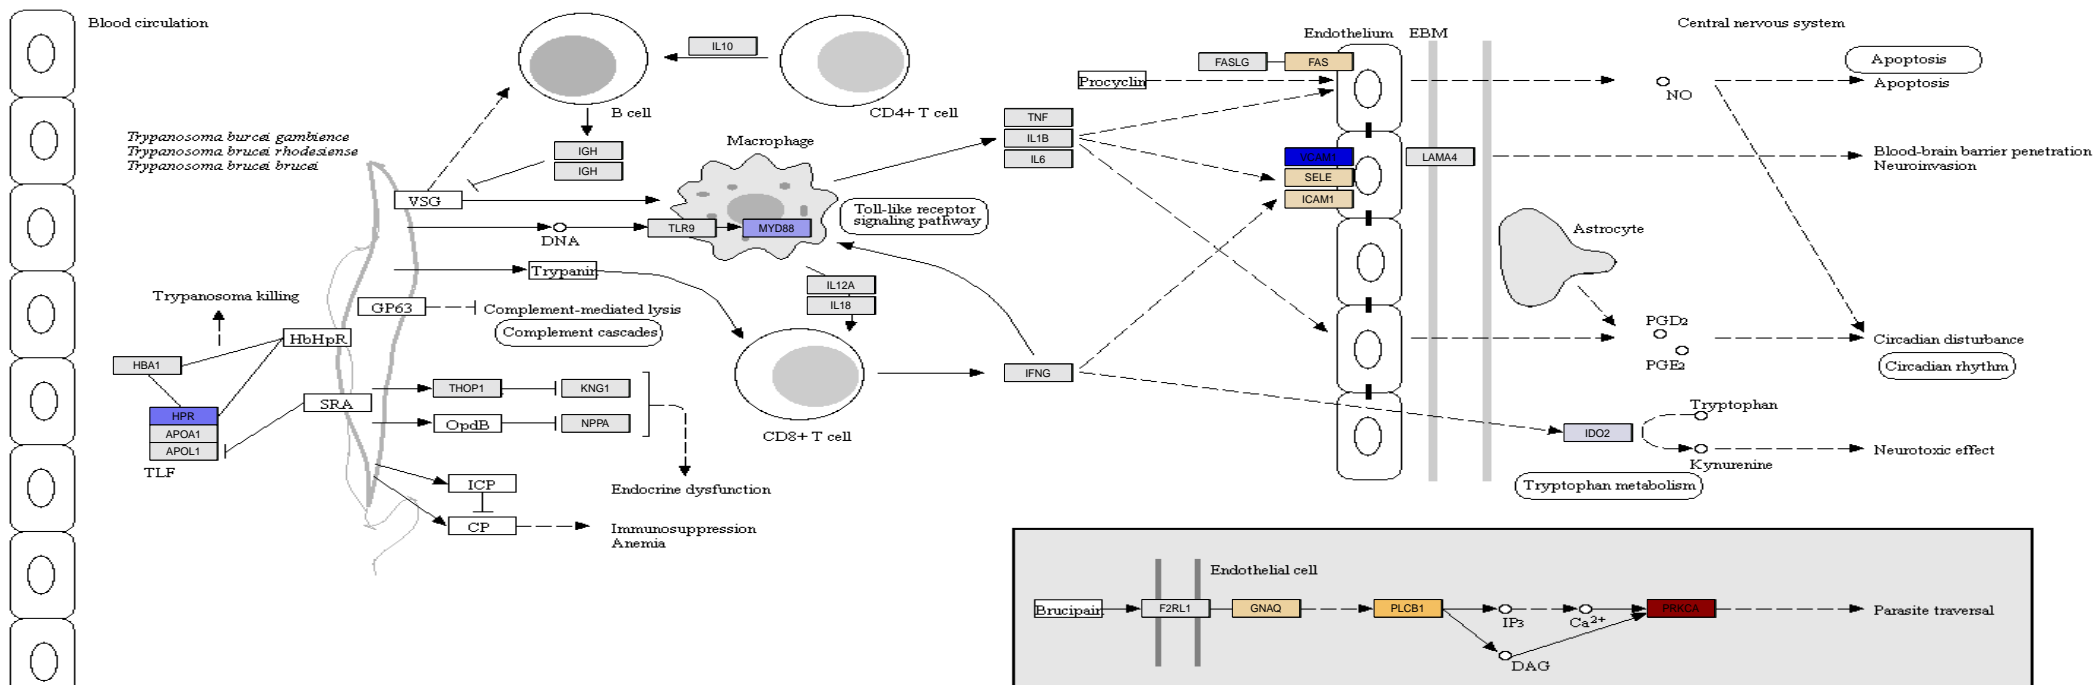 Blood circulation
IL10
B cell
CD4+ T cell
Trypanosoma burcei gambience
Trypanosoma brucei rhodesiense
Trypanosoma brucei brucei
IGH
IGH
Macrophage
VSG
DNA
TLR9
MYD88
Toll-like receptor
signaling pathway
Trypanin
GP63
Complement-mediated lysis
Complement cascades
IL12A
IL18
Trypanosoma killing
HbHpR
HBA1
HPR
APOA1
APOL1
TLF
SRA
THOP1
KNG1
OpdB
NPPA
CD8+ T cell
ICP
CP
Endocrine dysfunction
Immunosuppression
Anemia
TNF
IL1B
IL6
IFNG
Procyclin
FASLG
FAS
Endothelium
EBM
VCAM1
SELE
ICAM1
LAMA4
Central nervous system
NO
Apoptosis
Apoptosis
Blood-brain barrier penetration
Neuroinvasion
Astrocyte
PGD2
PGE2
Circadian disturbance
Circadian rhythm
IDO2
Tryptophan
Kynurenine
Neurotoxic effect
Tryptophan metabolism
Endothelial cell
Brucipain
F2RL1
GNAQ
PLCB1
IP3
Ca2+
DAG
PRKCA
Parasite traversal